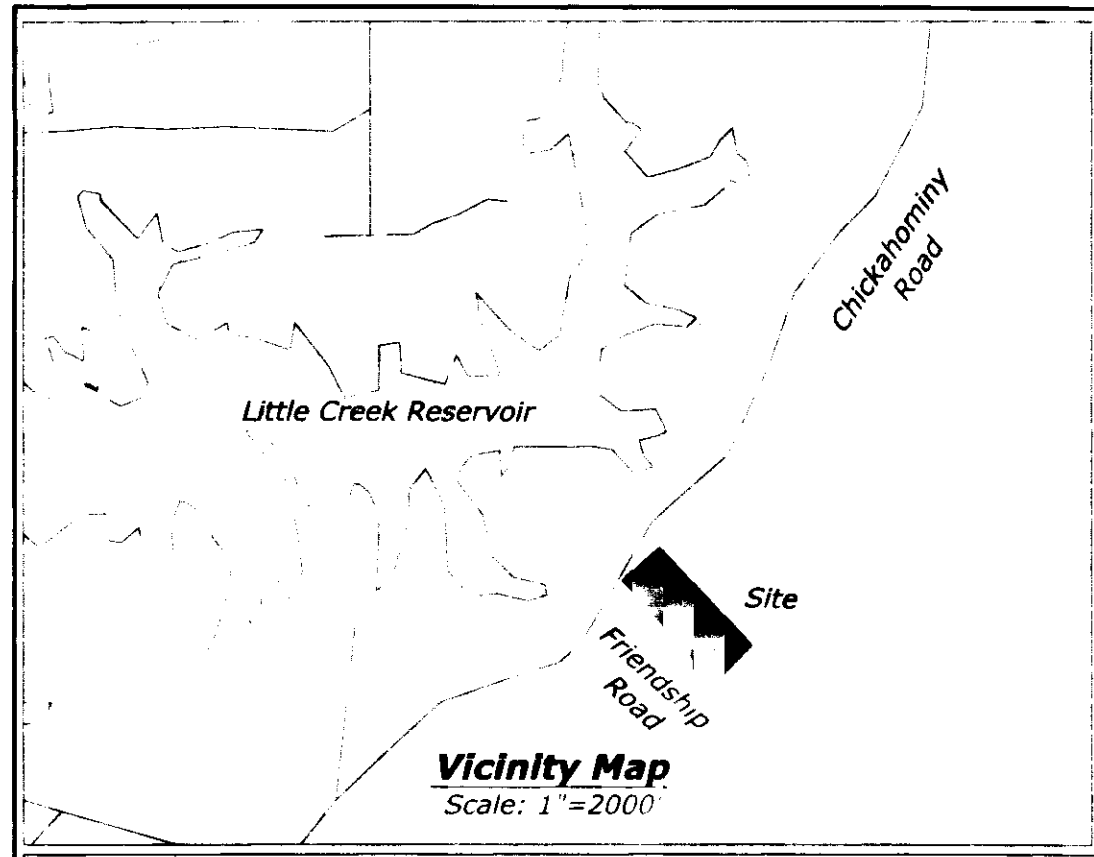 Chickahominy
Road
Little Creek Reservoir
Site
Friendship
Road
Vicinity Map
Scale: 1"=2000'